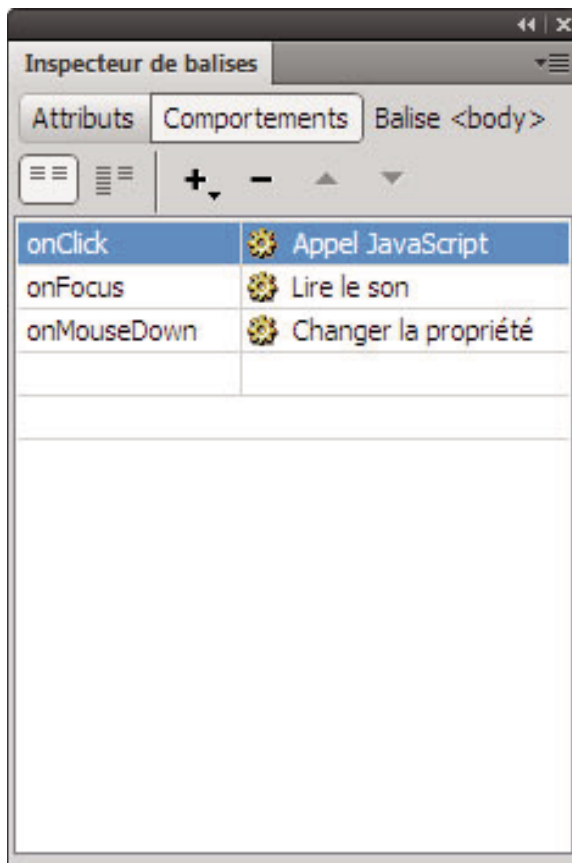 Inspecteur de balises
Attributs Comportements Balise <body>
onClick Appel JavaScript
onFocus Lire le son
onMouseDown Changer la propriété